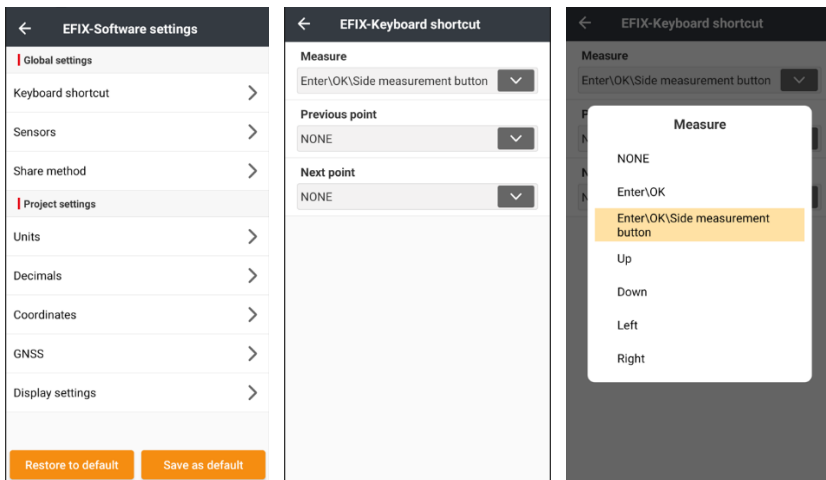 EFIX-Software settings
Global settings
Keyboard shortcut
Sensors
Share method
Project settings
Units
Decimals
Coordinates
GNSS
Display settings
Restore to default
Save as default
EFIX-Keyboard shortcut
Measure
Enter\OK\Side measurement button
Previous point
NONE
Next point
NONE
EFIX-Keyboard shortcut
Measure
Enter\OK\Side measurement button
P
N
N
N
Measure
NONE
Enter\OK
Enter\OK\Side measurement
button
Up
Down
Left
Right